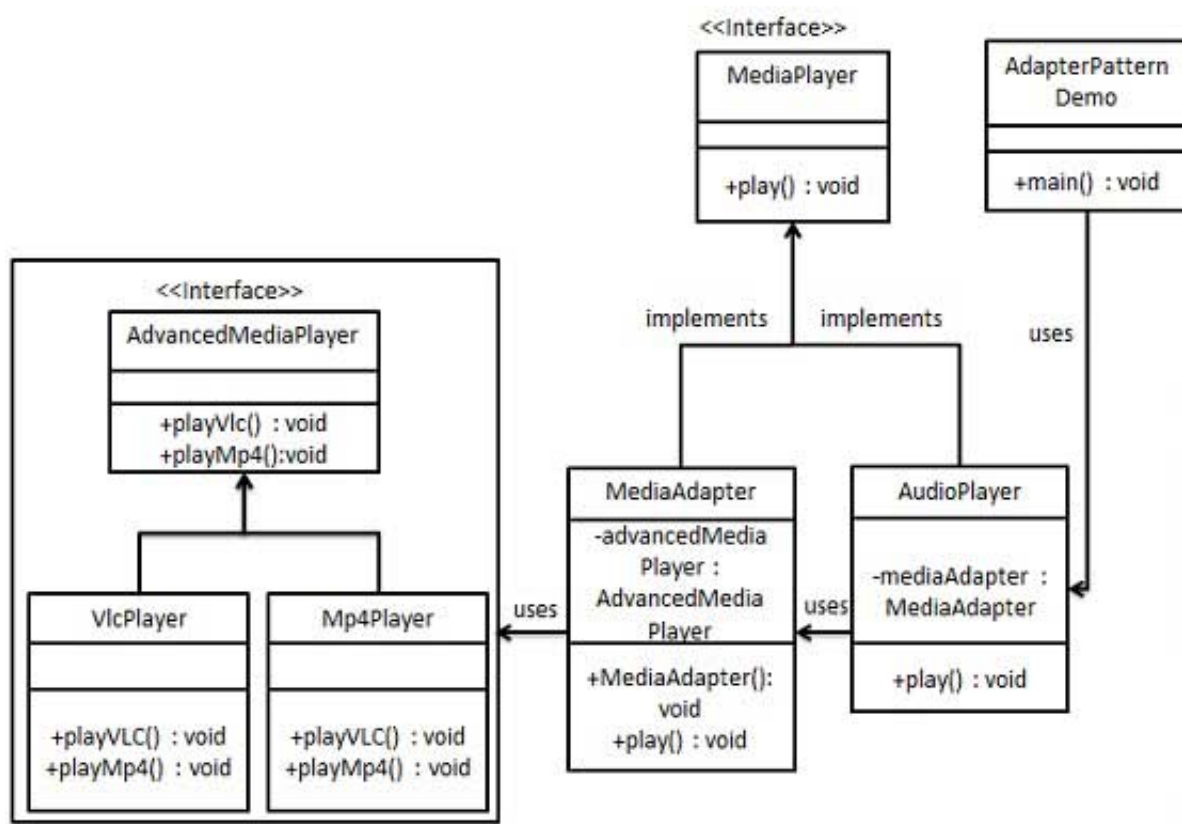 <<Interface>>
MediaPlayer
+play() : void
AdapterPattern
Demo
+main() : void
implements
implements
uses
<<Interface>>
AdvancedMediaPlayer
+playVlc() : void
+playMp4():void
VlcPlayer
+playVLC() : void
+playMp4() : void
Mp4Player
+playVLC() : void
+playMp4() : void
uses
MediaAdapter
-advancedMedia
Player :
AdvancedMedia
Player
+MediaAdapter():
void
+play() : void
uses
AudioPlayer
-mediaAdapter :
MediaAdapter
+play() : void